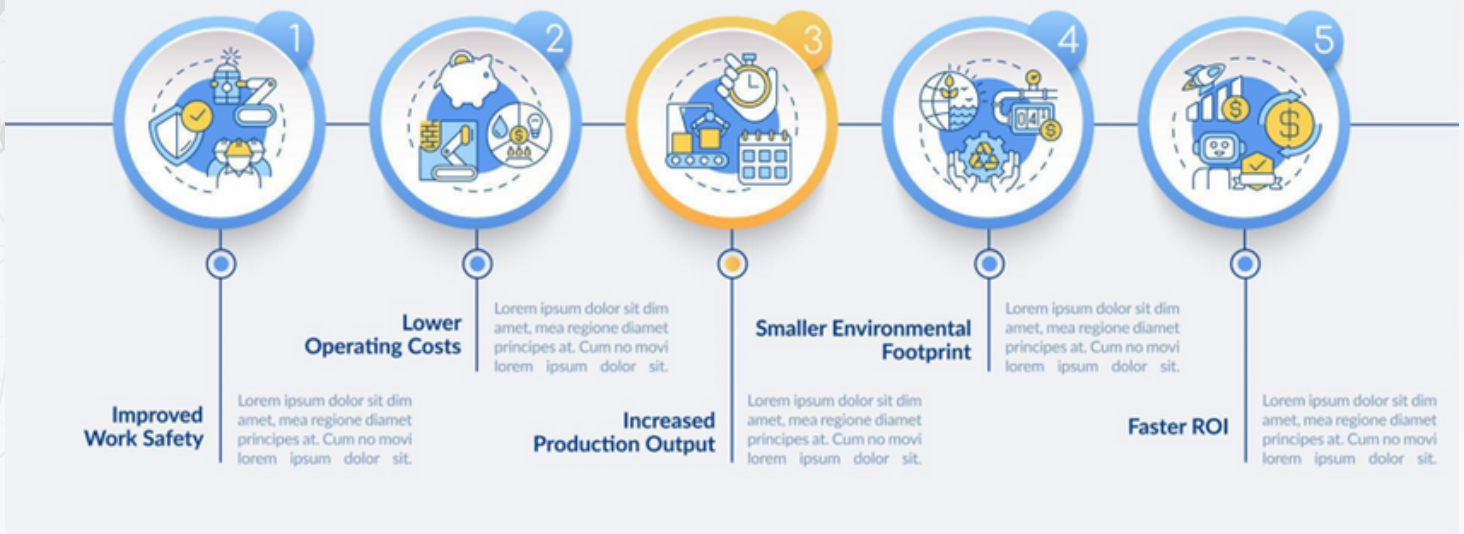 1
2
3
4
5
Improved
Work Safety
Lorem ipsum dolor sit dim
amet, mea regione diamet
principes at. Cum no movi
lorem ipsum dolor sit.
Lower
Operating Costs
Lorem ipsum dolor sit dim
amet, mea regione diamet
principes at. Cum no movi
lorem ipsum dolor sit.
Increased
Production Output
Lorem ipsum dolor sit dim
amet, mea regione diamet
principes at. Cum no movi
lorem ipsum dolor sit.
Smaller Environmental
Footprint
Lorem ipsum dolor sit dim
amet, mea regione diamet
principes at. Cum no movi
lorem ipsum dolor sit.
Faster ROI
Lorem ipsum dolor sit dim
amet, mea regione diamet
principes at. Cum no movi
lorem ipsum dolor sit.